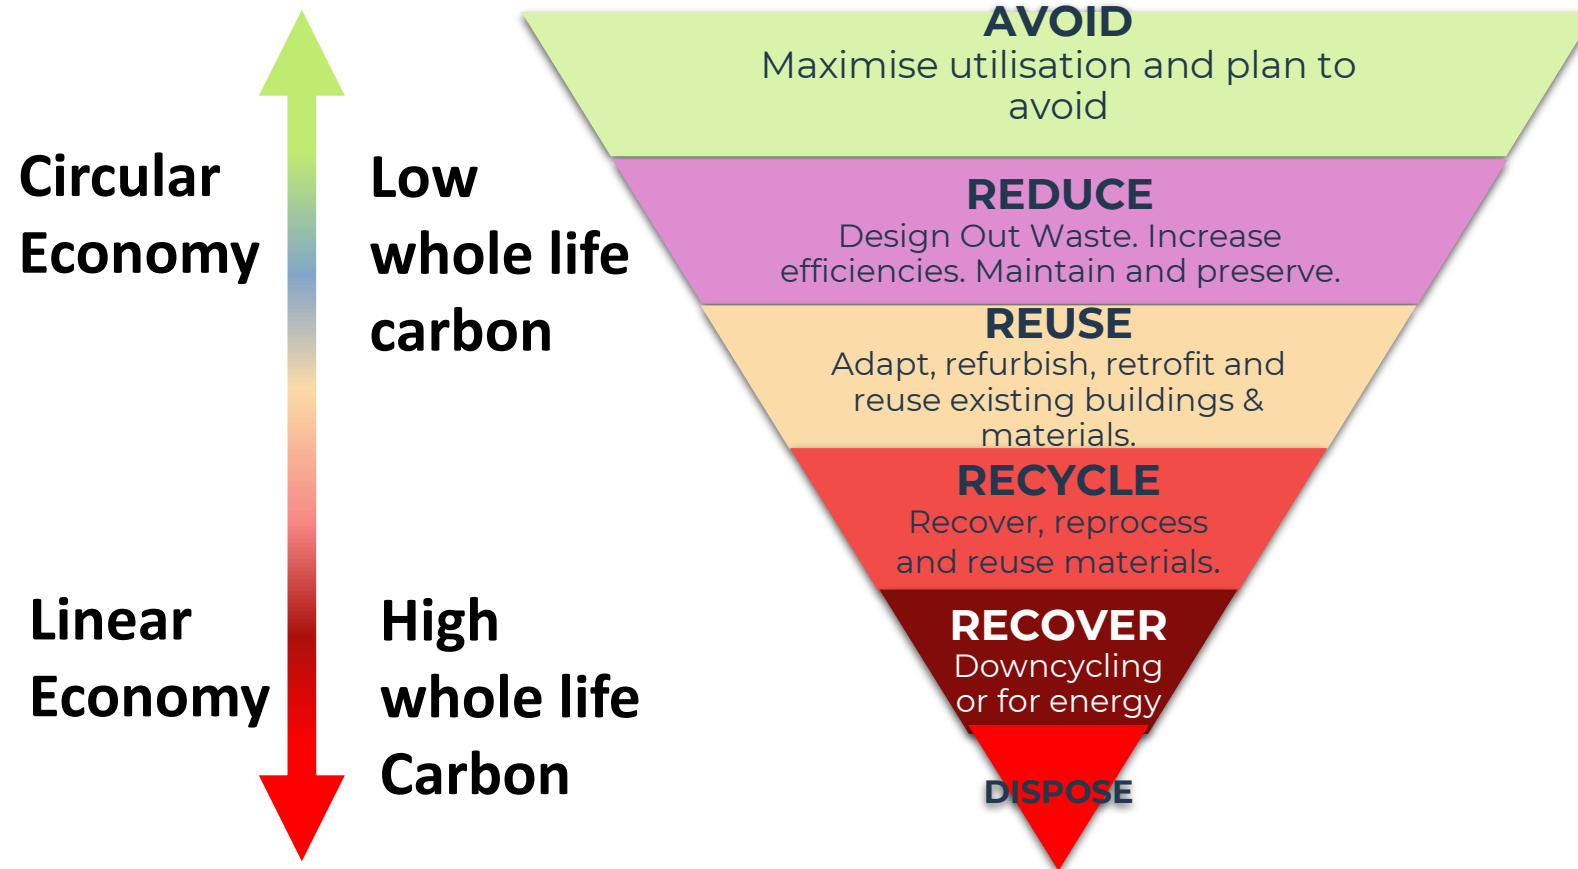 Circular
Economy
Low
whole life
carbon
Linear
Economy
High
whole life
Carbon
AVOID
Maximise utilisation and plan to
avoid
REDUCE
Design Out Waste. Increase
efficiencies. Maintain and preserve.
REUSE
Adapt, refurbish, retrofit and
reuse existing buildings &
materials.
RECYCLE
Recover, reprocess
and reuse materials.
RECOVER
Downcycling
or for energy
DISPOSE